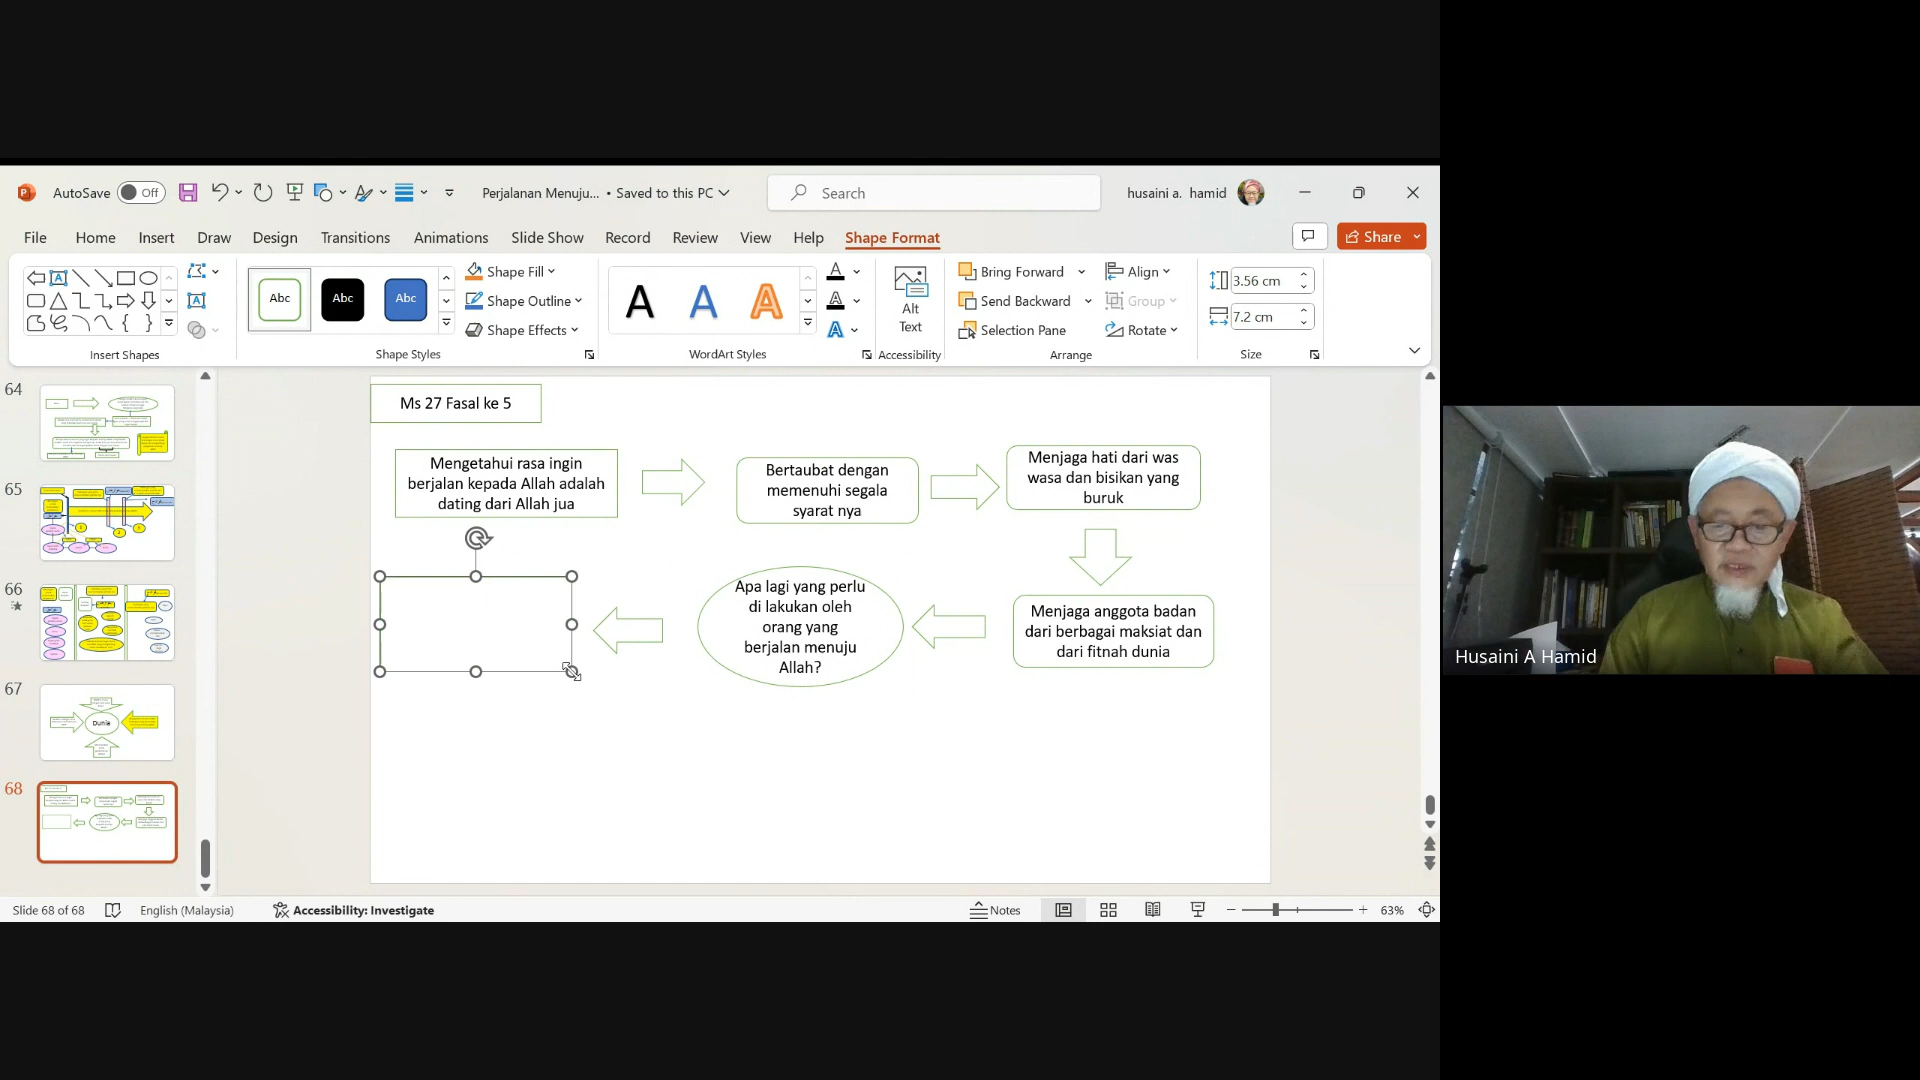 AutoSave Off
Perjalanan Menuju... • Saved to this PC
Search
husaini a. hamid
File Home Insert Draw Design Transitions Animations Slide Show Record Review View Help Shape Format
Share
Abc Abc Abc
Shape Fill
Shape Outline
Shape Effects
A A A
Alt
Text
Bring Forward
Send Backward
Selection Pane
Align
Group
Rotate
3.56 cm
7.2 cm
Insert Shapes
Shape Styles
WordArt Styles
Accessibility
Arrange
Size
64
65
66
67
Dunia
68
Ms 27 Fasal ke 5
Mengetahui rasa ingin
berjalan kepada Allah adalah
dating dari Allah jua
Bertaubat dengan
memenuhi segala
syarat nya
Menjaga hati dari was
wasa dan bisikan yang
buruk
Menjaga anggota badan
dari berbagai maksiat dan
dari fitnah dunia
Apa lagi yang perlu
di lakukan oleh
orang yang
berjalan menuju
Allah?
Husaini A Hamid
Slide 68 of 68
English (Malaysia)
Accessibility: Investigate
Notes
63%